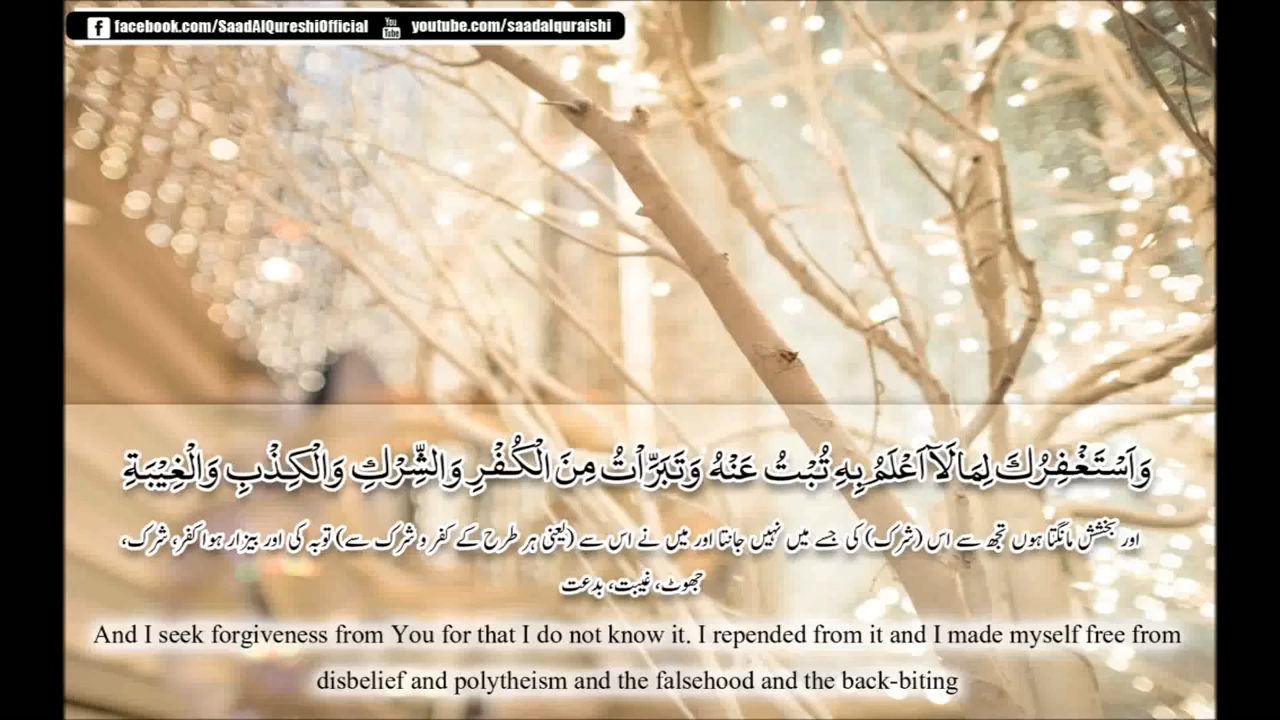 facebook.com/SaadAlQureshiOfficial You Tube youtube.com/saadalquraishi
وَاَسْتَغْفِرُكَ لِمَا لَآ اَعْلَمُ بِهٖ تُبْتُ عَنْهُ وَتَبَرَّأْتُ مِنَ الْكُفْرِ وَالشِّرْكِ وَالْكِذْبِ وَالْغِيْبَةِ
اور بخشش مانگتا ہوں تجھ سے اس (شرک) کی جسے میں نہیں جانتا اور میں نے اس سے (یعنی ہر طرح کے کفر و شرک سے) توبہ کی اور بیزار ہوا کفر، شرک،
جھوٹ، غیبت، بدعت
And I seek forgiveness from You for that I do not know it. I repended from it and I made myself free from
disbelief and polytheism and the falsehood and the back-biting